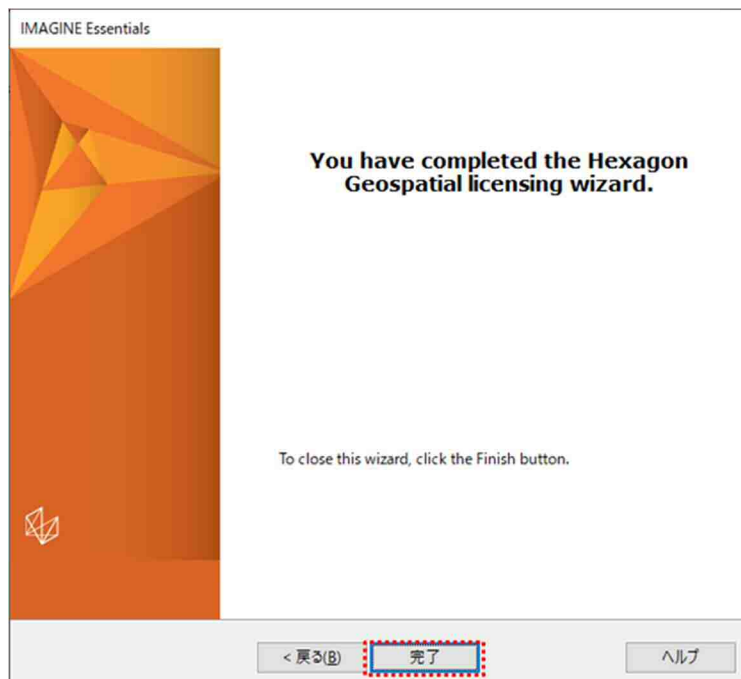 IMAGINE Essentials
You have completed the Hexagon
Geospatial licensing wizard.
To close this wizard, click the Finish button.
< 戻る(B)
完了
ヘルプ